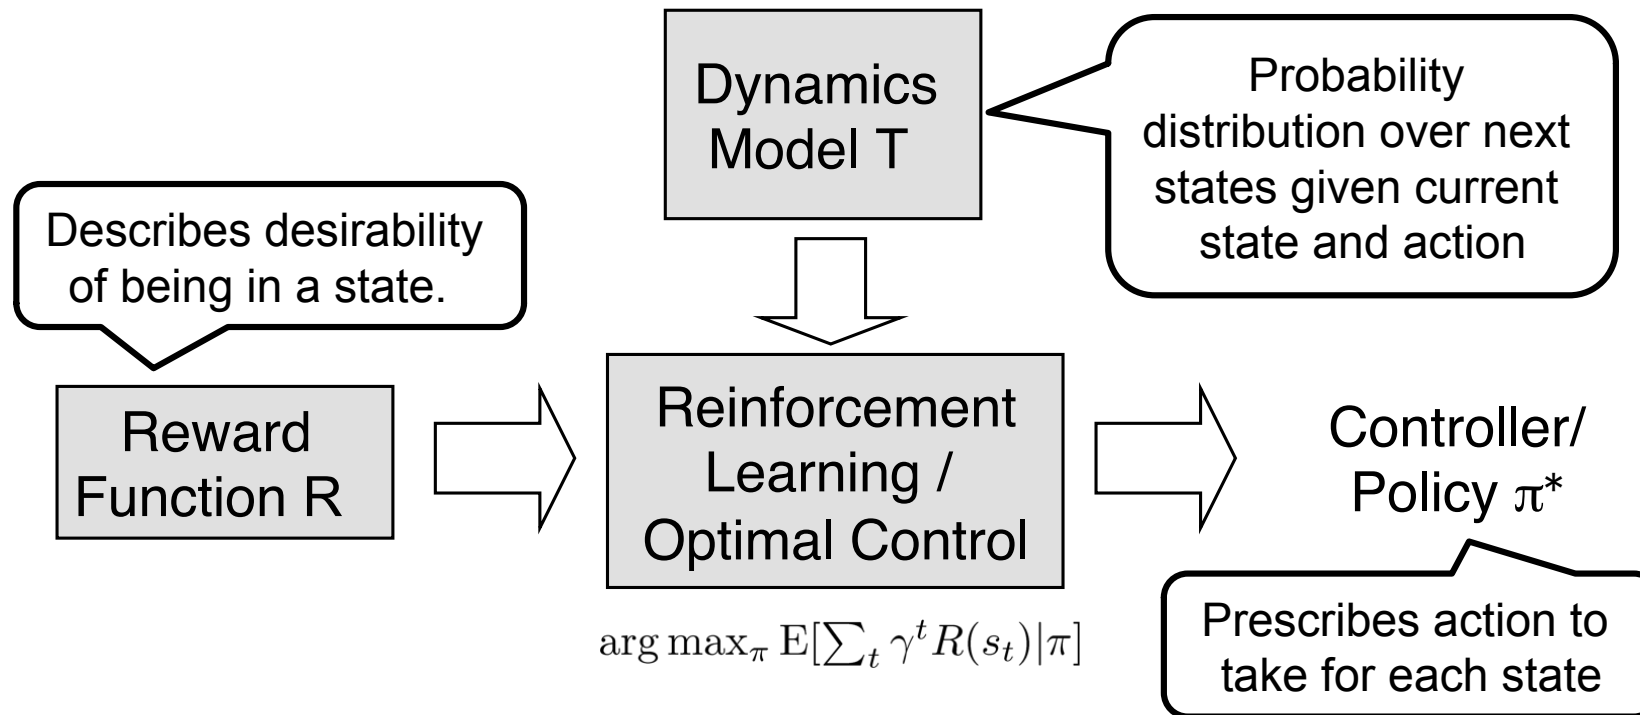 Dynamics
Model T
Probability
distribution over next
states given current
state and action
Describes desirability
of being in a state.
Reward
Function R
Reinforcement
Learning /
Optimal Control
Controller/
Policy π*
arg max_π E[∑_t γ^t R(s_t)|π]
Prescribes action to
take for each state